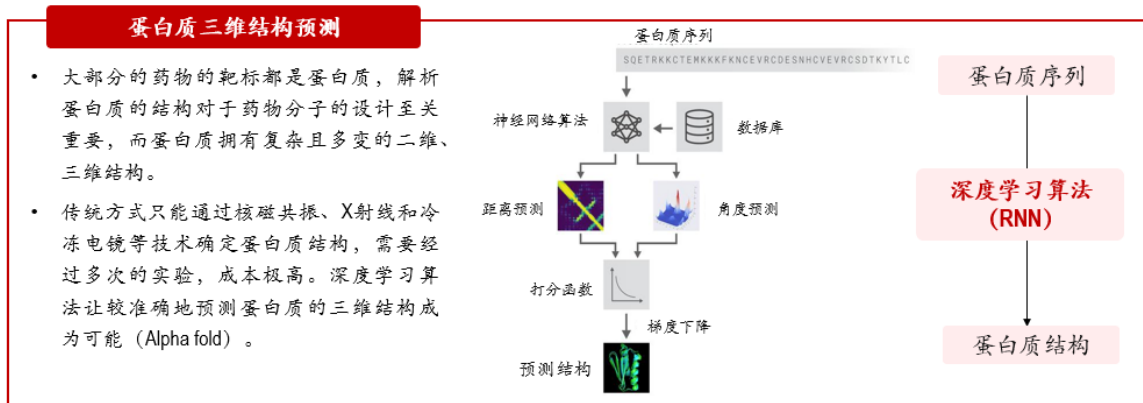 蛋白质三维结构预测
• 大部分的药物的靶标都是蛋白质，解析
蛋白质的结构对于药物分子的设计至关
重要，而蛋白质拥有复杂且多变的二维、
三维结构。
• 传统方式只能通过核磁共振、X射线和冷
冻电镜等技术确定蛋白质结构，需要经
过多次的实验，成本极高。深度学习算
法让较准确地预测蛋白质的三维结构成
为可能（Alpha fold）。
蛋白质序列
SQETRKKCTEMKKKFKNCEVRCDESNHCVEVRCSDTKYTLC
神经网络算法
数据库
距离预测
角度预测
打分函数
梯度下降
预测结构
蛋白质序列
深度学习算法
(RNN)
蛋白质结构